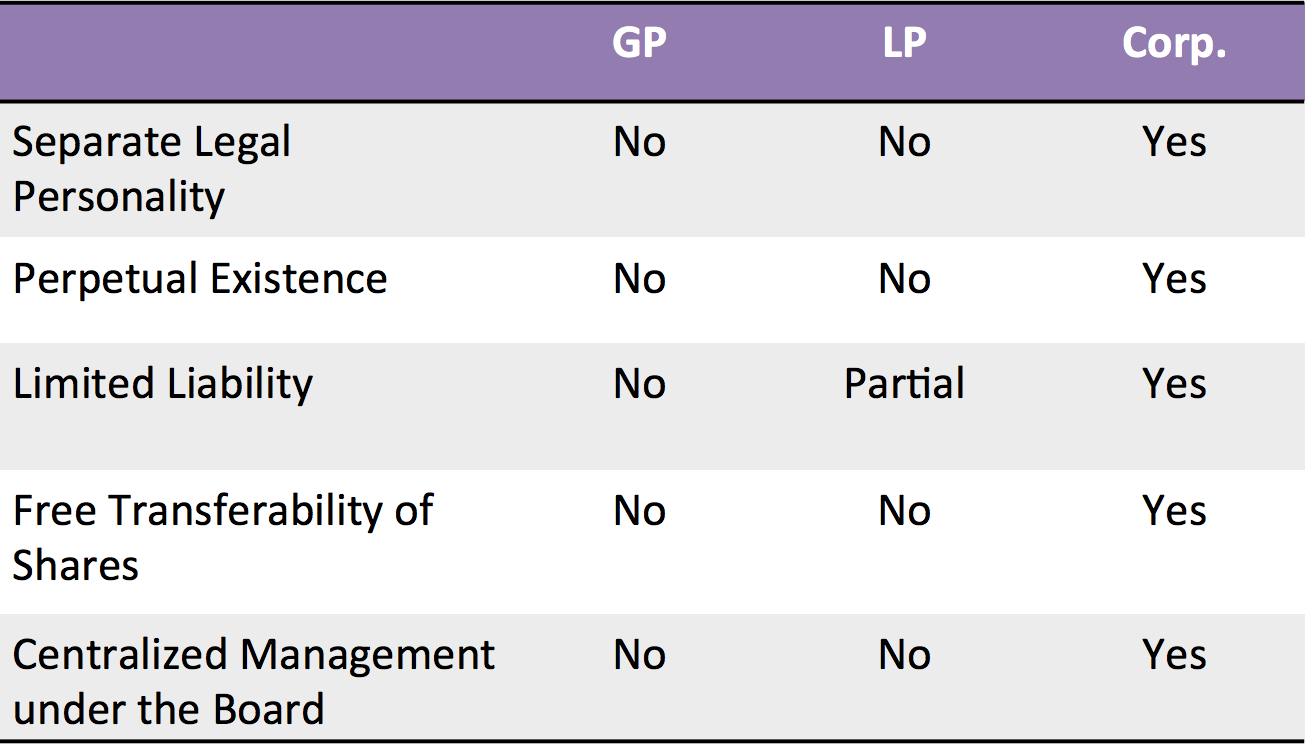 GP LP Corp.
Separate Legal No No Yes
Personality
Perpetual Existence No No Yes
Limited Liability No Partial Yes
Free Transferability of No No Yes
Shares
Centralized Management No No Yes
under the Board